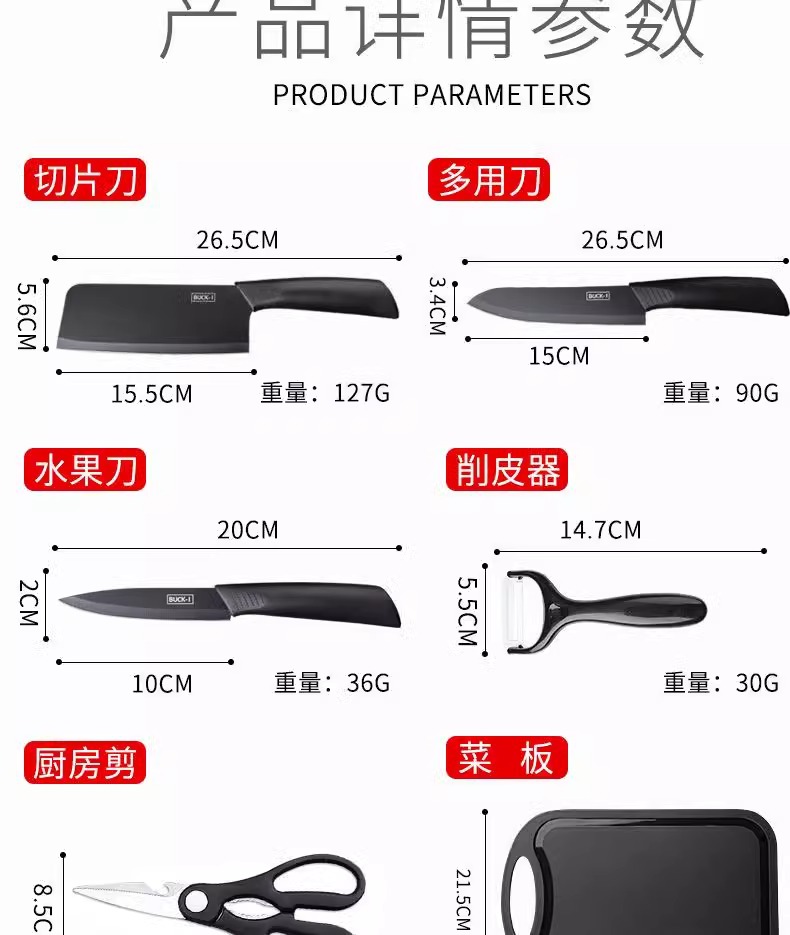 产品详情参数
PRODUCT PARAMETERS
切片刀
26.5CM
5.6CM
BUCK-I
15.5CM
重量：127G
多用刀
26.5CM
3.4CM
BUCK-I
15CM
重量：90G
水果刀
20CM
2CM
BUCK-I
10CM
重量：36G
削皮器
14.7CM
5.5CM
重量：30G
厨房剪
8.5C
菜 板
21.5CM